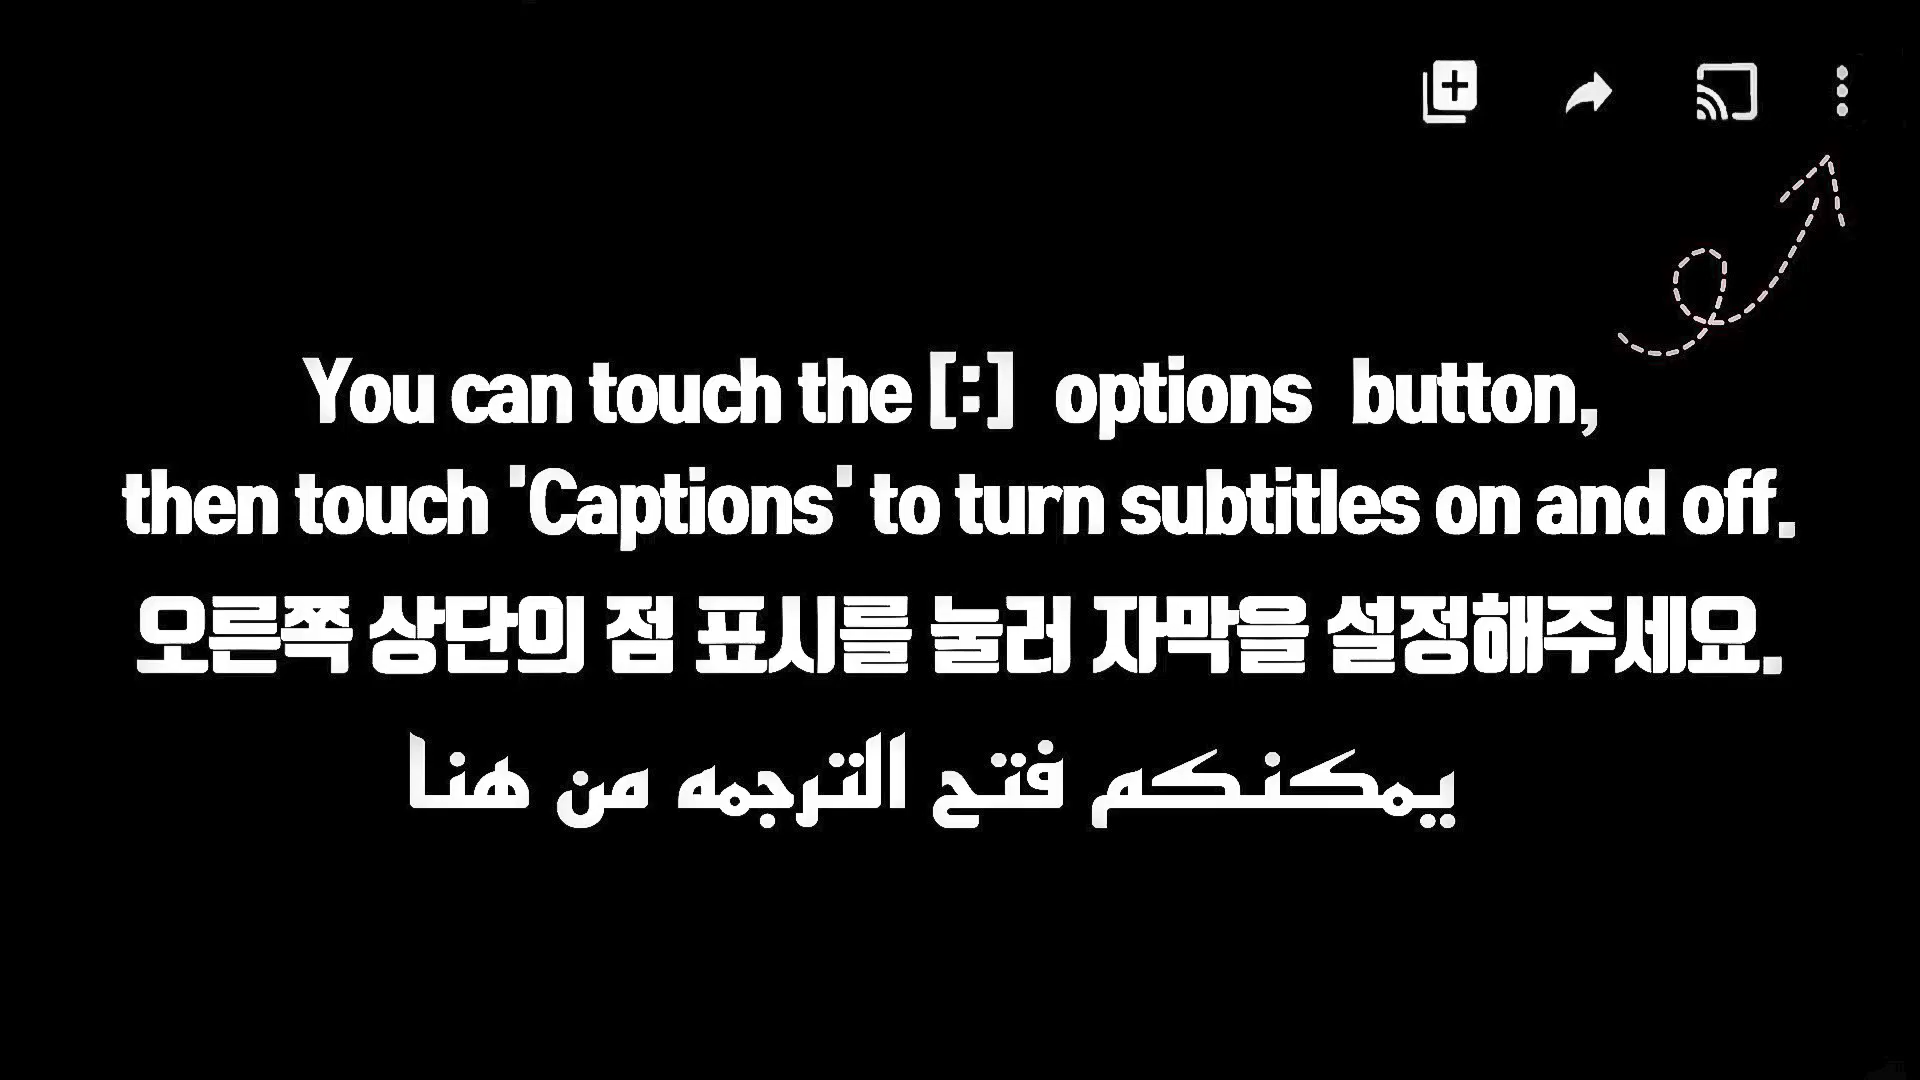 You can touch the [:] options button,
then touch 'Captions' to turn subtitles on and off.
오른쪽 상단의 점 표시를 눌러 자막을 설정해주세요.
يمكنكم فتح الترجمه من هنا